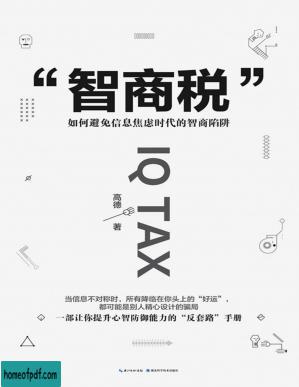 “智商税”
如何避免信息焦虑时代的智商陷阱
IQ TAX
高德 著
当信息不对称时，所有降临在你头上的“好运”，
都可能是别人精心设计的骗局
一部让你提升心智防御能力的“反套路”手册
homeofpdf.com